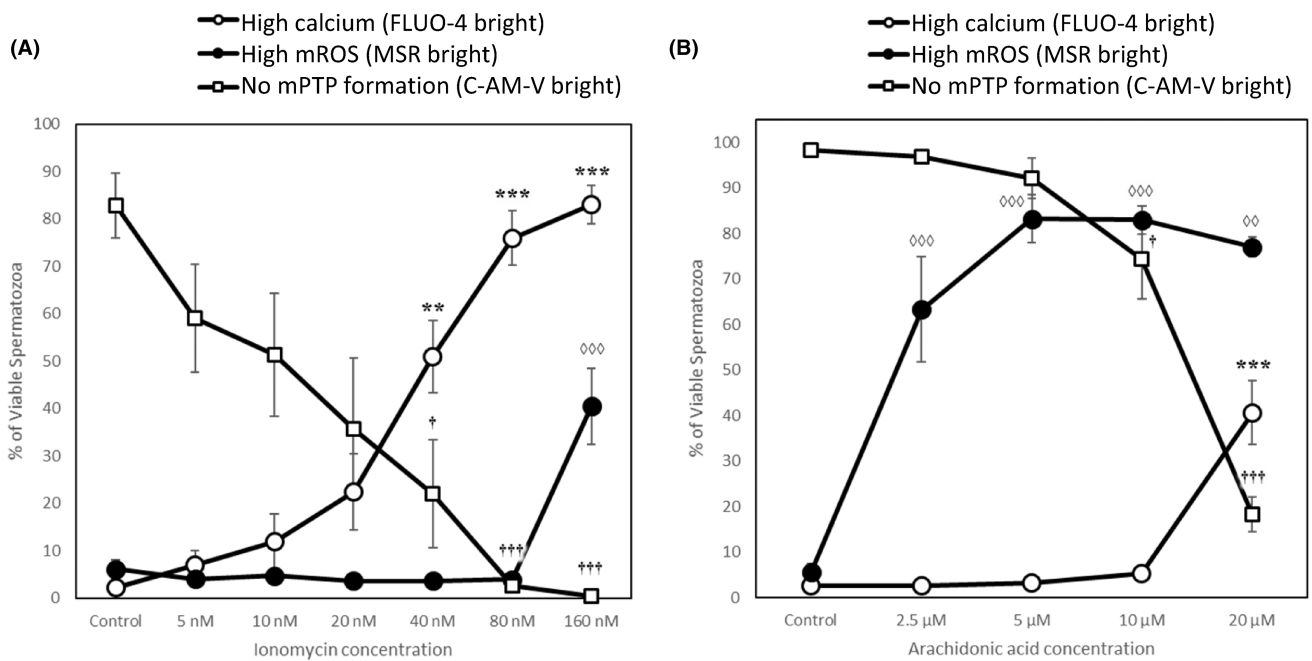 (A)
High calcium (FLUO-4 bright)
High mROS (MSR bright)
No mPTP formation (C-AM-V bright)
100
90
80
70
60
50
40
30
20
10
0
% of Viable Spermatozoa
***
***
**
◊◊◊
†
†††
†††
Control
5 nM
10 nM
20 nM
40 nM
80 nM
160 nM
Ionomycin concentration
(B)
High calcium (FLUO-4 bright)
High mROS (MSR bright)
No mPTP formation (C-AM-V bright)
100
90
80
70
60
50
40
30
20
10
0
% of Viable Spermatozoa
◊◊◊
◊◊◊
◊◊◊
◊◊
†
***
†††
Control
2.5 µM
5 µM
10 µM
20 µM
Arachidonic acid concentration